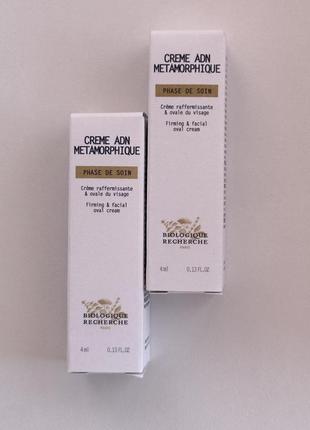 CREME ADN
METAMORPHIQUE
PHASE DE SOIN
Crème raffermissante
& ovale du visage
Firming & facial
oval cream
BIOLOGIQUE
RECHERCHE
PARIS
4ml 0.13 FL.OZ
CREME ADN
METAMORPHIQUE
PHASE DE SOIN
Crème raffermissante
& ovale du visage
Firming & facial
oval cream
BIOLOGIQUE
RECHERCHE
PARIS
4ml 0.13 FL.OZ